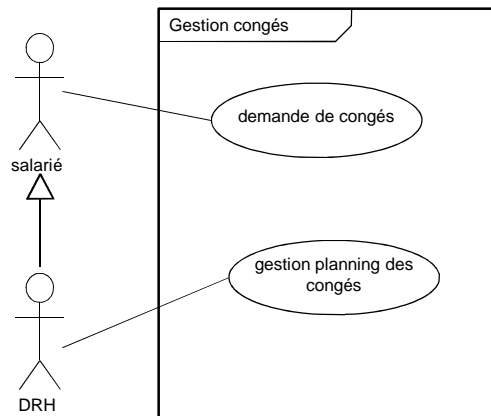 Gestion congés
demande de congés
salarié
gestion planning des
congés
DRH